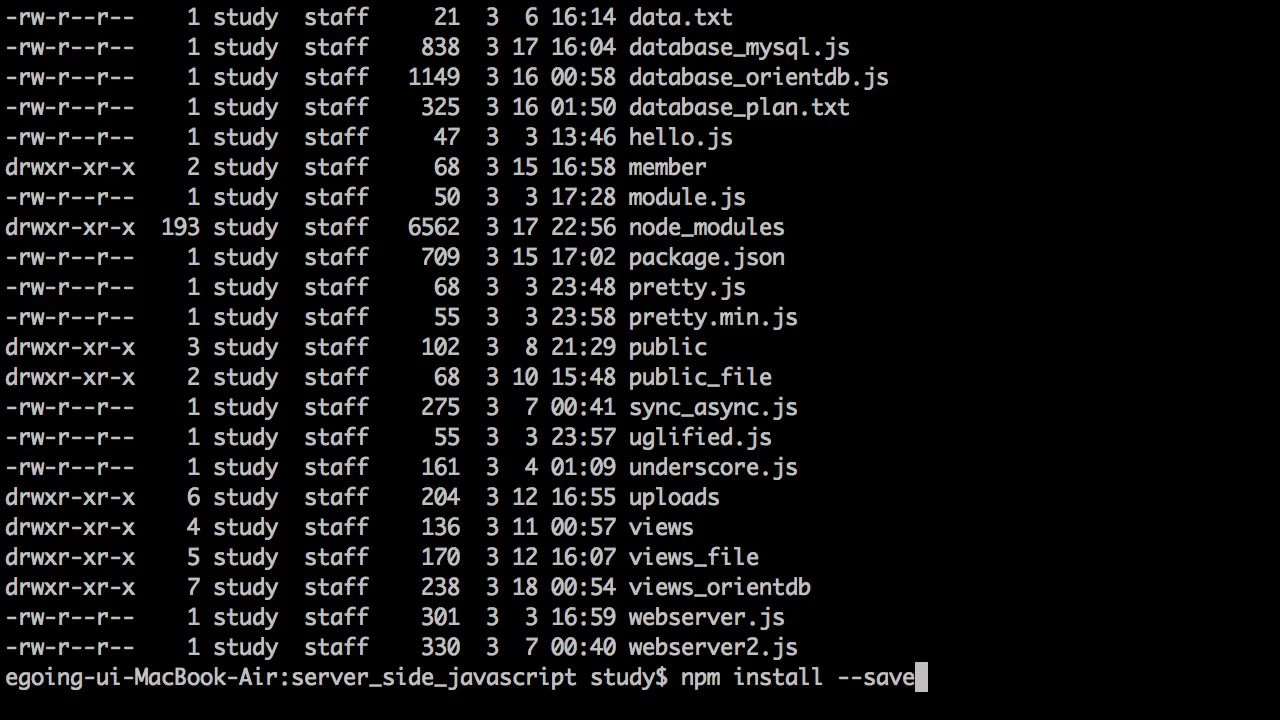 -rw-r--r--    1 study  staff     21  3  6 16:14 data.txt
-rw-r--r--    1 study  staff    838  3 17 16:04 database_mysql.js
-rw-r--r--    1 study  staff   1149  3 16 00:58 database_orientdb.js
-rw-r--r--    1 study  staff    325  3 16 01:50 database_plan.txt
-rw-r--r--    1 study  staff     47  3  3 13:46 hello.js
drwxr-xr-x    2 study  staff     68  3 15 16:58 member
-rw-r--r--    1 study  staff     50  3  3 17:28 module.js
drwxr-xr-x  193 study  staff   6562  3 17 22:56 node_modules
-rw-r--r--    1 study  staff    709  3 15 17:02 package.json
-rw-r--r--    1 study  staff     68  3  3 23:48 pretty.js
-rw-r--r--    1 study  staff     55  3  3 23:58 pretty.min.js
drwxr-xr-x    3 study  staff    102  3  8 21:29 public
drwxr-xr-x    2 study  staff     68  3 10 15:48 public_file
-rw-r--r--    1 study  staff    275  3  7 00:41 sync_async.js
-rw-r--r--    1 study  staff     55  3  3 23:57 uglified.js
-rw-r--r--    1 study  staff    161  3  4 01:09 underscore.js
drwxr-xr-x    6 study  staff    204  3 12 16:55 uploads
drwxr-xr-x    4 study  staff    136  3 11 00:57 views
drwxr-xr-x    5 study  staff    170  3 12 16:07 views_file
drwxr-xr-x    7 study  staff    238  3 18 00:54 views_orientdb
-rw-r--r--    1 study  staff    301  3  3 16:59 webserver.js
-rw-r--r--    1 study  staff    330  3  7 00:40 webserver2.js
egoing-ui-MacBook-Air:server_side_javascript study$ npm install --save